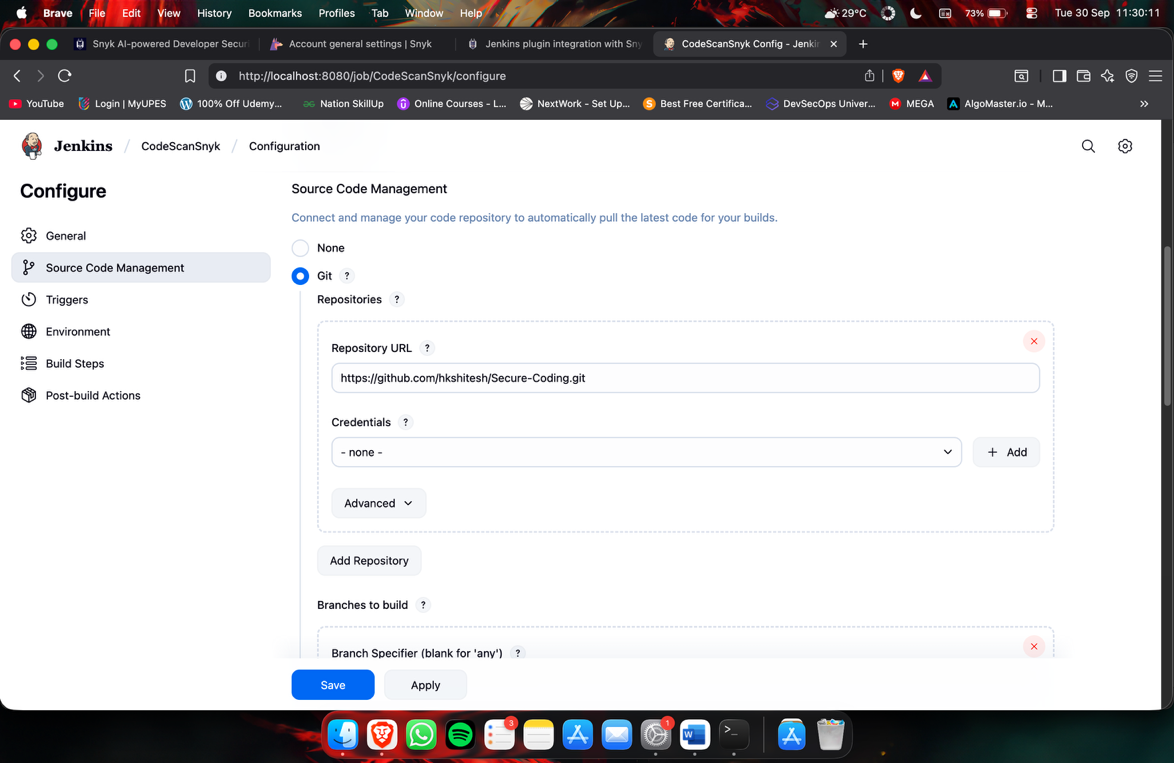 Brave File Edit View History Bookmarks Profiles Tab Window Help 29°C 73% Tue 30 Sep 11:30:11
Snyk AI-powered Developer Securi Account general settings | Snyk Jenkins plugin integration with Sny CodeScanSnyk Config - Jenkin
http://localhost:8080/job/CodeScanSnyk/configure
YouTube Login | MyUPES 100% Off Udemy... Nation SkillUp Online Courses - L... NextWork - Set Up... Best Free Certifica... DevSecOps Univer... MEGA AlgoMaster.io - M... »
Jenkins / CodeScanSnyk / Configuration
Configure
General
Source Code Management
Triggers
Environment
Build Steps
Post-build Actions
Source Code Management
Connect and manage your code repository to automatically pull the latest code for your builds.
None
Git ?
Repositories ?
Repository URL ?
https://github.com/hkshitesh/Secure-Coding.git
Credentials ?
- none -
+ Add
Advanced
Add Repository
Branches to build ?
Branch Specifier (blank for 'any') ?
Save Apply
3
1